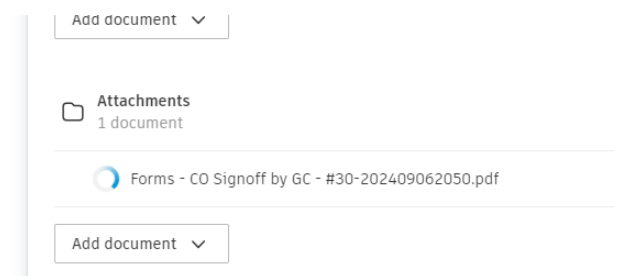 Add document
Attachments
1 document
Forms - CO Signoff by GC - #30-202409062050.pdf
Add document